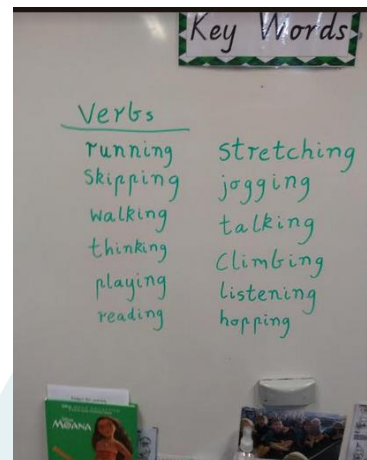 Key Words
Verbs
running
skipping
walking
thinking
playing
reading
stretching
jogging
talking
climbing
listening
hopping
MOANA